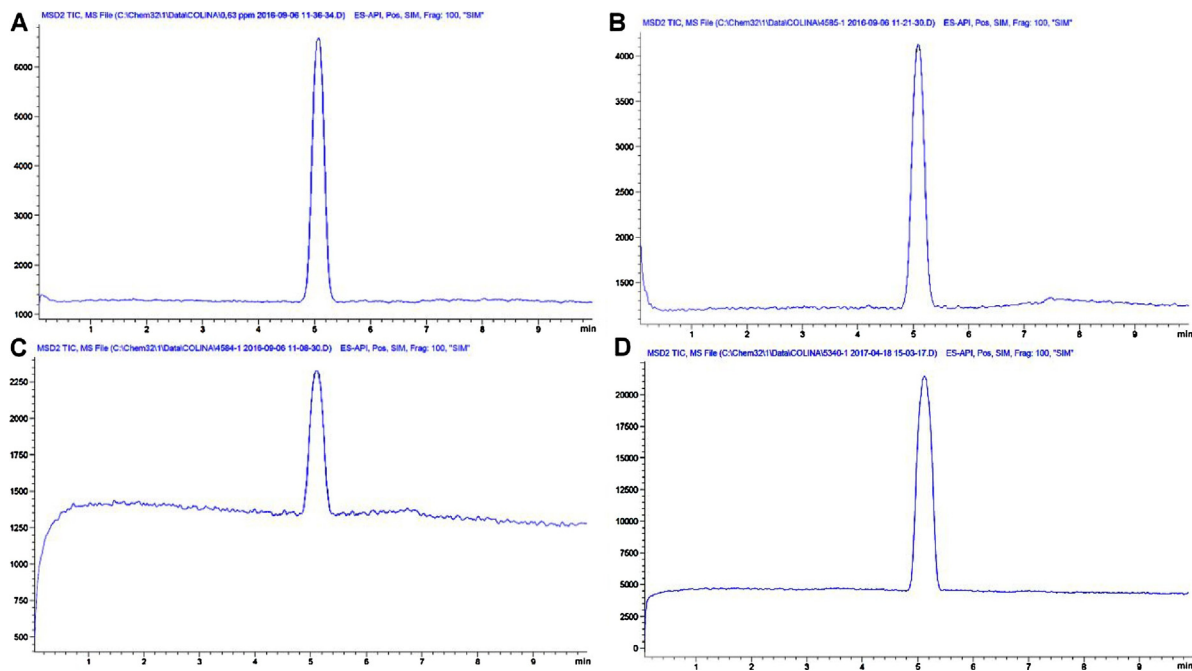 A
MSD2 TIC, MS File (C:\Chem32\1\Data\COLINA\0,63 ppm 2016-09-06 11-36-34.D) ES-API, Pos, SIM, Frag: 100, "SIM"
6000
5000
4000
3000
2000
1000
1 2 3 4 5 6 7 8 9 min
B
MSD2 TIC, MS File (C:\Chem32\1\Data\COLINA\4585-1 2016-09-06 11-21-30.D) ES-API, Pos, SIM, Frag: 100, "SIM"
4000
3500
3000
2500
2000
1500
1 2 3 4 5 6 7 8 9 min
C
MSD2 TIC, MS File (C:\Chem32\1\Data\COLINA\4584-1 2016-09-06 11-08-30.D) ES-API, Pos, SIM, Frag: 100, "SIM"
2250
2000
1750
1500
1250
1000
750
500
1 2 3 4 5 6 7 8 9 min
D
MSD2 TIC, MS File (C:\Chem32\1\Data\COLINA\5340-1 2017-04-18 15-03-17.D) ES-API, Pos, SIM, Frag: 100, "SIM"
20000
17500
15000
12500
10000
7500
5000
2500
0
1 2 3 4 5 6 7 8 9 min